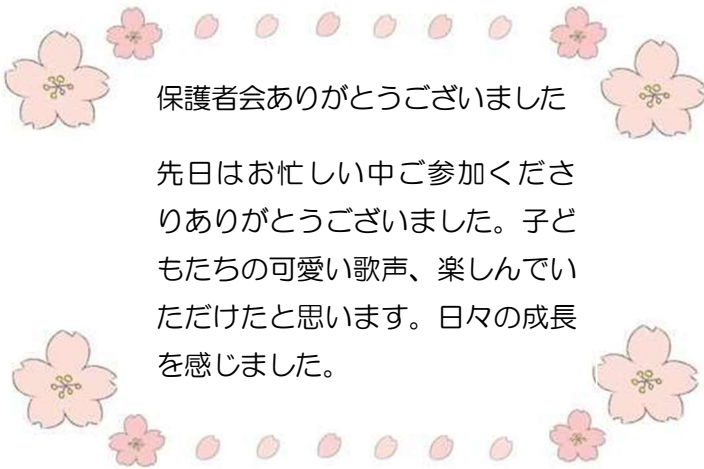 保護者会ありがとうございました
先日はお忙しい中ご参加くださ
りありがとうございました。子ど
もたちの可愛い歌声、楽しんでい
ただけたと思います。日々の成長
を感じました。